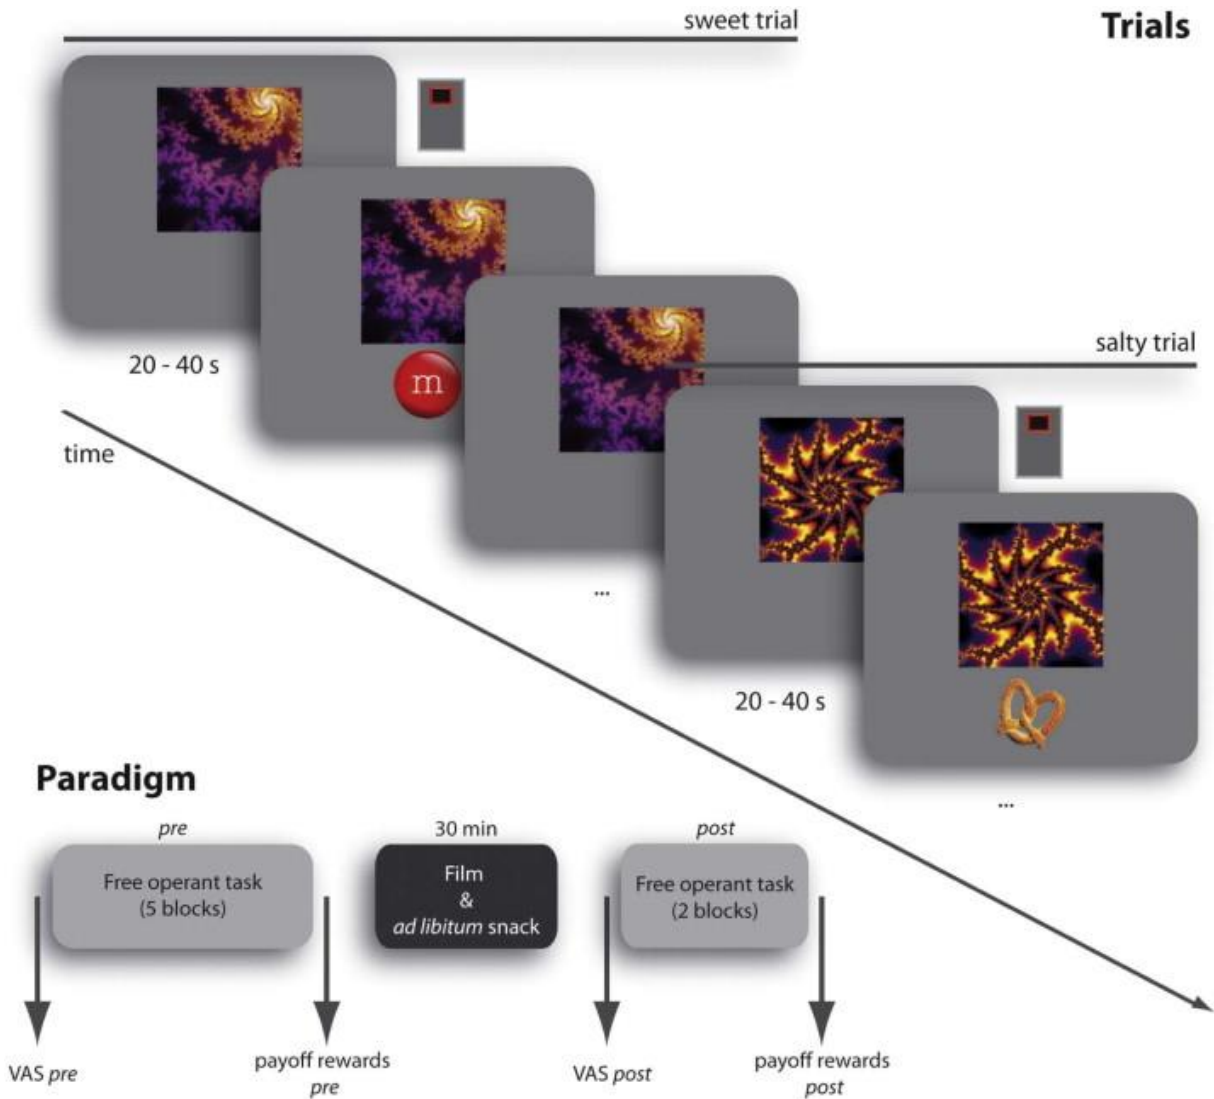 sweet trial
Trials
20 - 40 s
m
salty trial
time
...
20 - 40 s
...
Paradigm
pre
30 min
post
Free operant task
(5 blocks)
Film
&
ad libitum snack
Free operant task
(2 blocks)
VAS pre
payoff rewards
pre
VAS post
payoff rewards
post